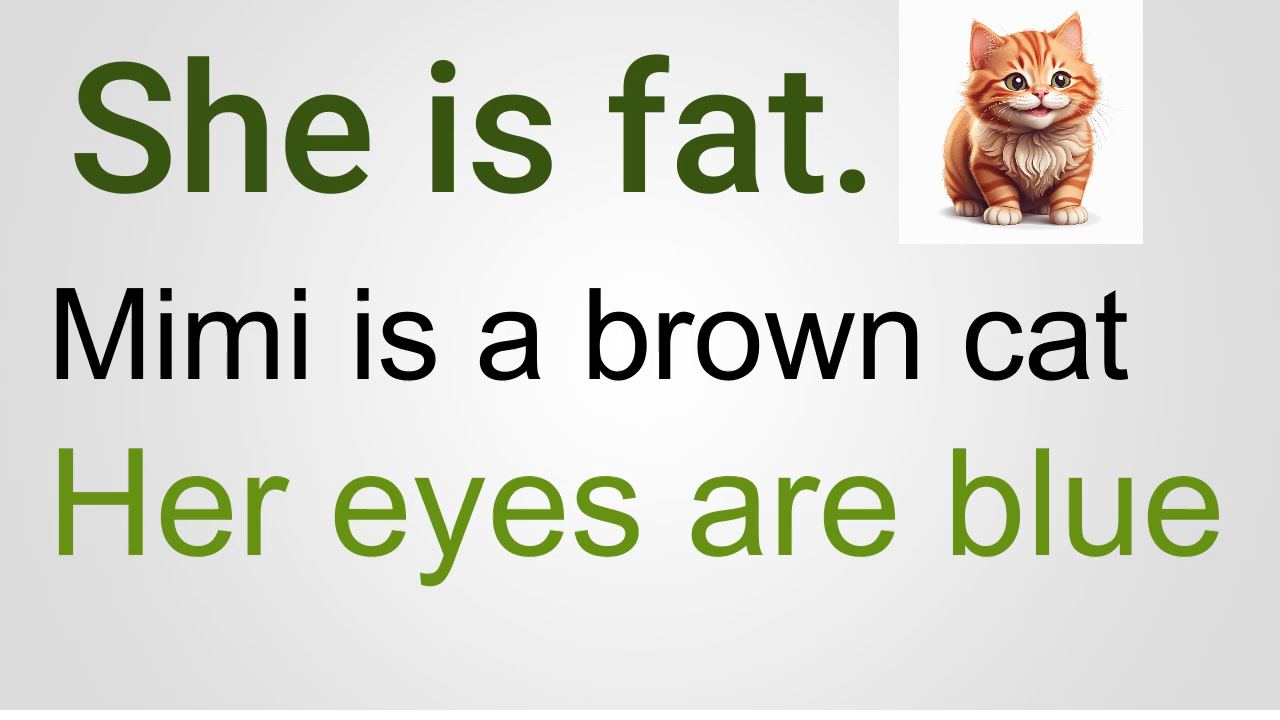 She is fat.
Mimi is a brown cat
Her eyes are blue